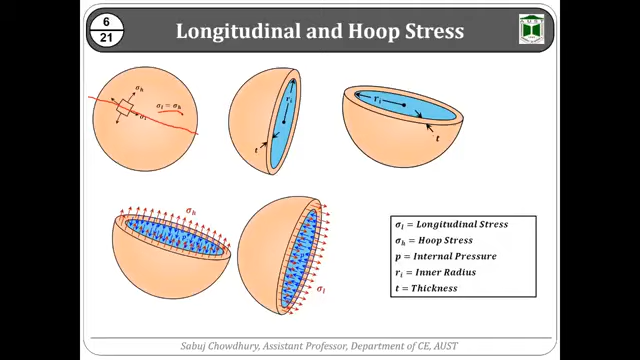 6
21
Longitudinal and Hoop Stress
σh
σl = σh
σl
ri
t
ri
t
σh
p
p
σl
σl = Longitudinal Stress
σh = Hoop Stress
p = Internal Pressure
ri = Inner Radius
t = Thickness
Sabuj Chowdhury, Assistant Professor, Department of CE, AUST